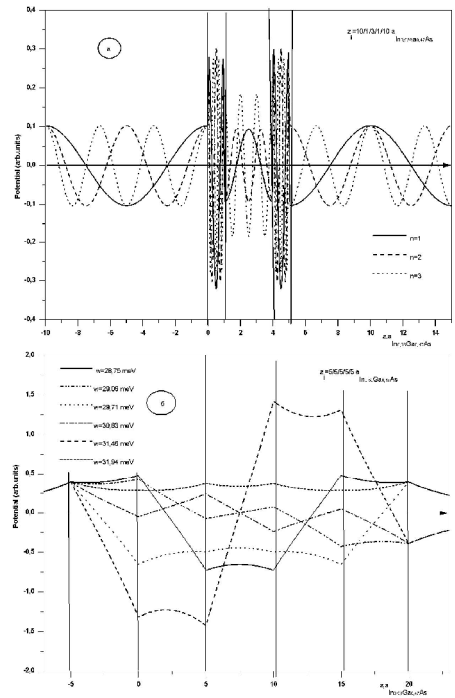 0,4
0,3
0,2
0,1
0,0
-0,1
-0,2
-0,3
-0,4
Potential (arb.units)
a
z =10/1/3/1/10 a
i
n=1
n=2
n=3
-10 -8 -6 -4 -2 0 2 4 6 8 10 12 14
z,a
2,0
1,5
1,0
0,5
0,0
-0,5
-1,0
-1,5
-2,0
Potential (arb.units)
w=28,75 meV
w=29,06 meV
w=29,71 meV
w=30,63 meV
w=31,46 meV
w=31,94 meV
б
z =5/5/5/5/5 a
i
-5 0 5 10 15 20
z,a